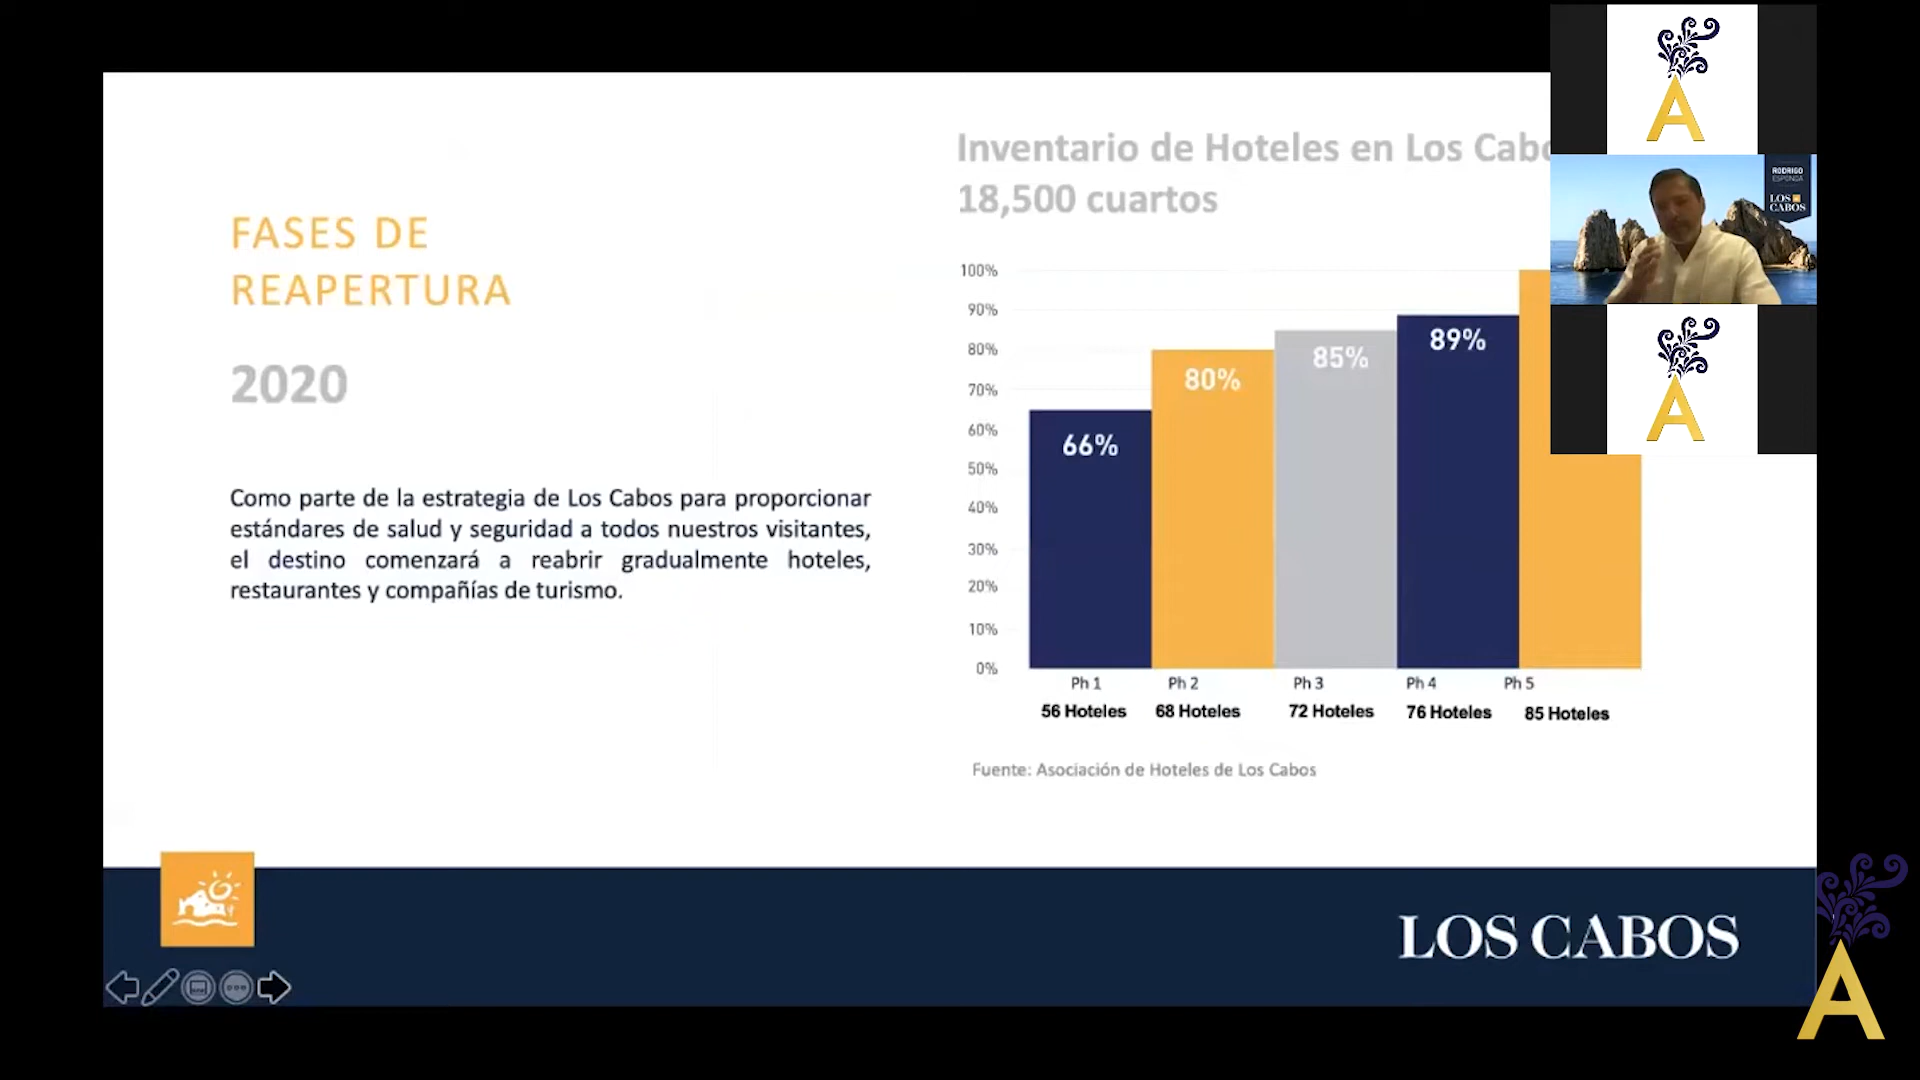 FASES DE
REAPERTURA
2020
Como parte de la estrategia de Los Cabos para proporcionar
estándares de salud y seguridad a todos nuestros visitantes,
el destino comenzará a reabrir gradualmente hoteles,
restaurantes y compañías de turismo.
Inventario de Hoteles en Los Cabo
18,500 cuartos
100%
90%
80%
70%
60%
50%
40%
30%
20%
10%
0%
66%
80%
85%
89%
Ph 1 Ph 2 Ph 3 Ph 4 Ph 5
56 Hoteles 68 Hoteles 72 Hoteles 76 Hoteles 85 Hoteles
Fuente: Asociación de Hoteles de Los Cabos
LOS CABOS
A
RODRIGO
ESPONDA
LOS
CABOS
A
A